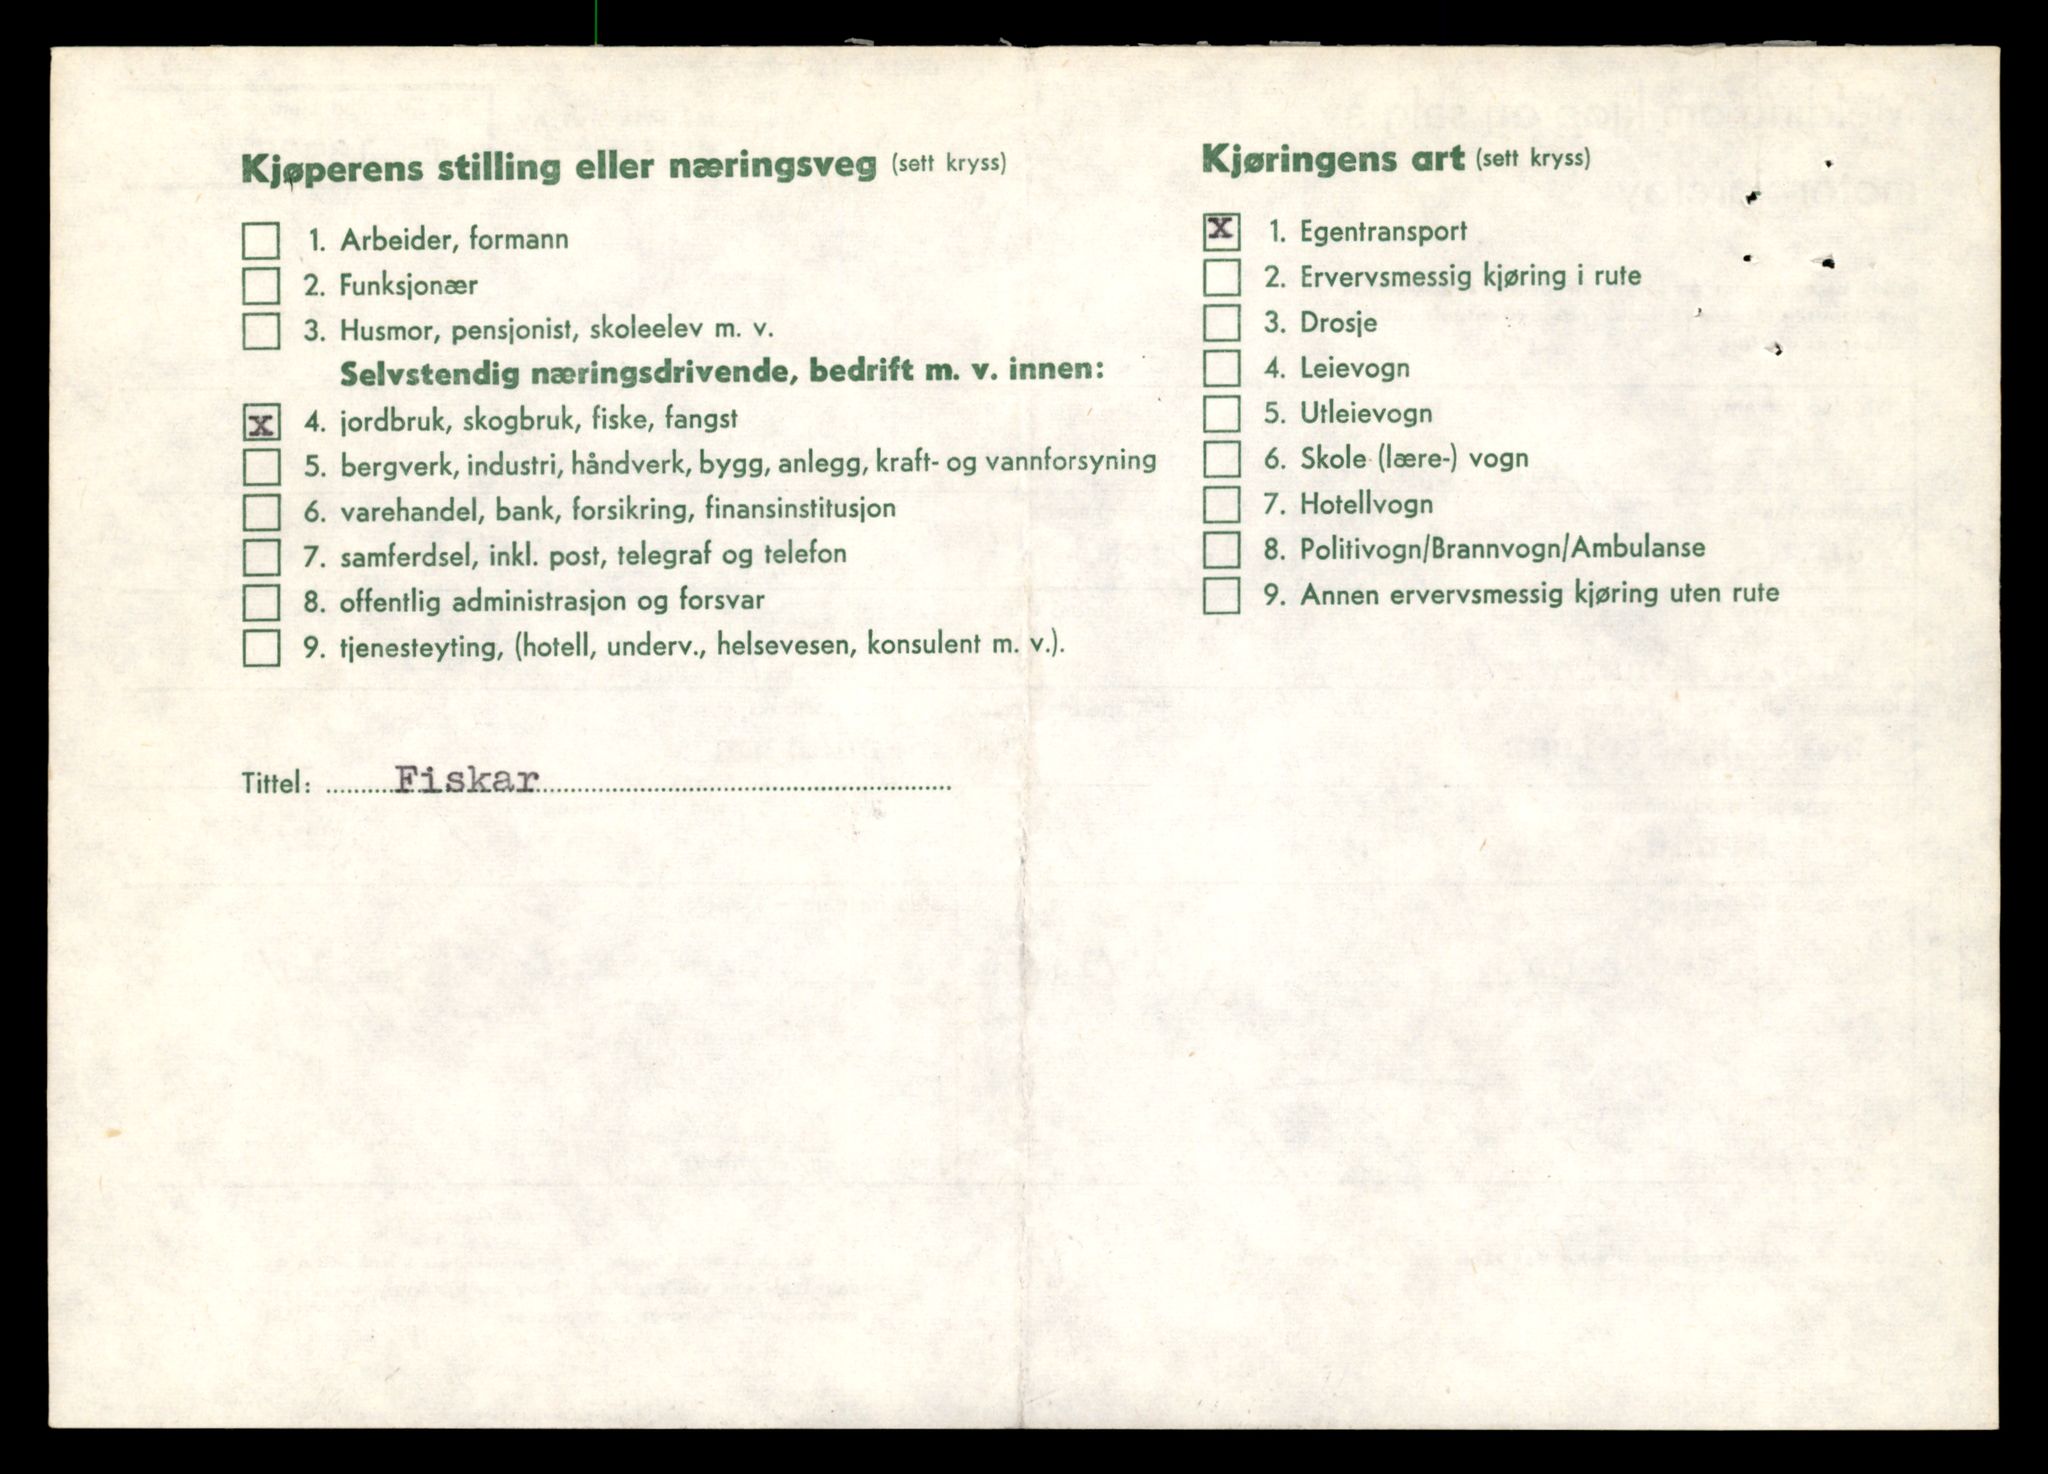 Kjøperens stilling eller næringsveg (sett kryss)
1. Arbeider, formann
2. Funksjonær
3. Husmor, pensjonist, skoleelev m. v.
Selvstendig næringsdrivende, bedrift m. v. innen:
x 4. jordbruk, skogbruk, fiske, fangst
5. bergverk, industri, håndverk, bygg, anlegg, kraft- og vannforsyning
6. varehandel, bank, forsikring, finansinstitusjon
7. samferdsel, inkl. post, telegraf og telefon
8. offentlig administrasjon og forsvar
9. tjenesteyting, (hotell, underv., helsevesen, konsulent m. v.).
Tittel: Fiskar
Kjøringens art (sett kryss)
x 1. Egentransport
2. Ervervsmessig kjøring i rute
3. Drosje
4. Leievogn
5. Utleievogn
6. Skole (lære-) vogn
7. Hotellvogn
8. Politivogn/Brannvogn/Ambulanse
9. Annen ervervsmessig kjøring uten rute